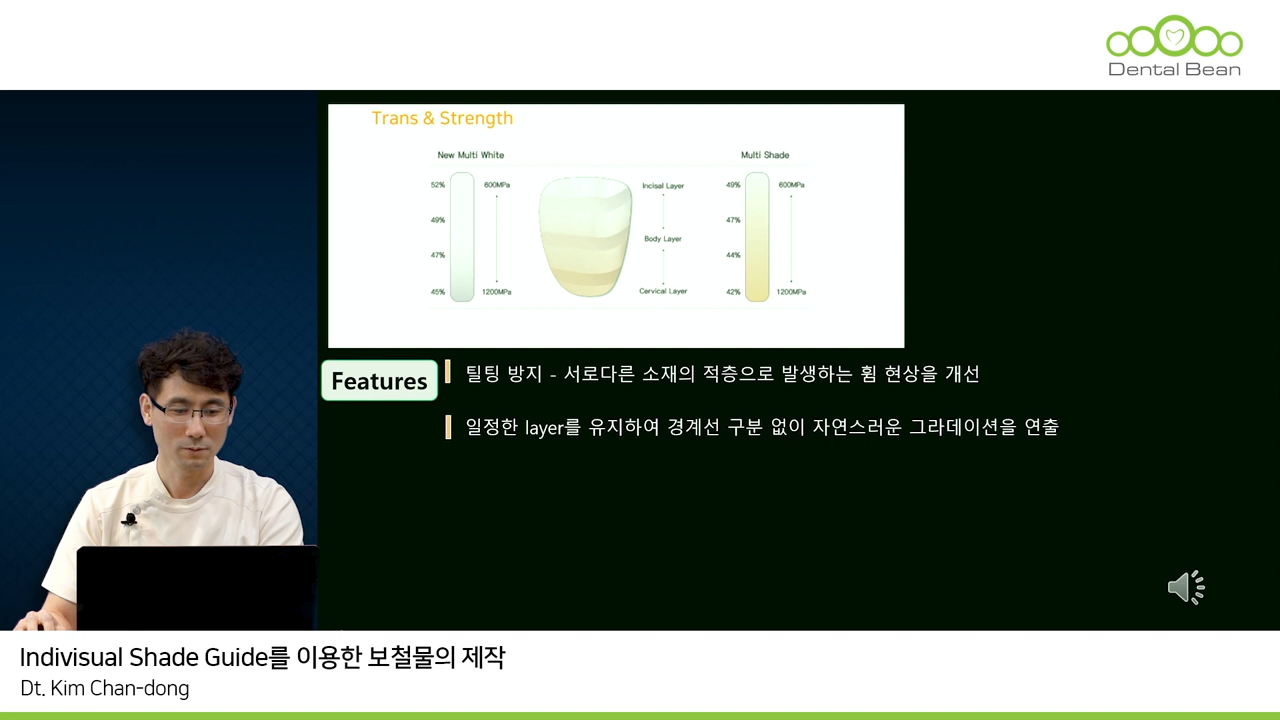 Dental Bean
Trans & Strength
New Multi White
Multi Shade
52%
600MPa
Incisal Layer
49%
600MPa
49%
47%
Body Layer
47%
44%
45%
1200MPa
Cervical Layer
42%
1200MPa
Features
틸팅 방지 - 서로다른 소재의 적층으로 발생하는 휨 현상을 개선
일정한 layer를 유지하여 경계선 구분 없이 자연스러운 그라데이션을 연출
Indivisual Shade Guide를 이용한 보철물의 제작
Dt. Kim Chan-dong